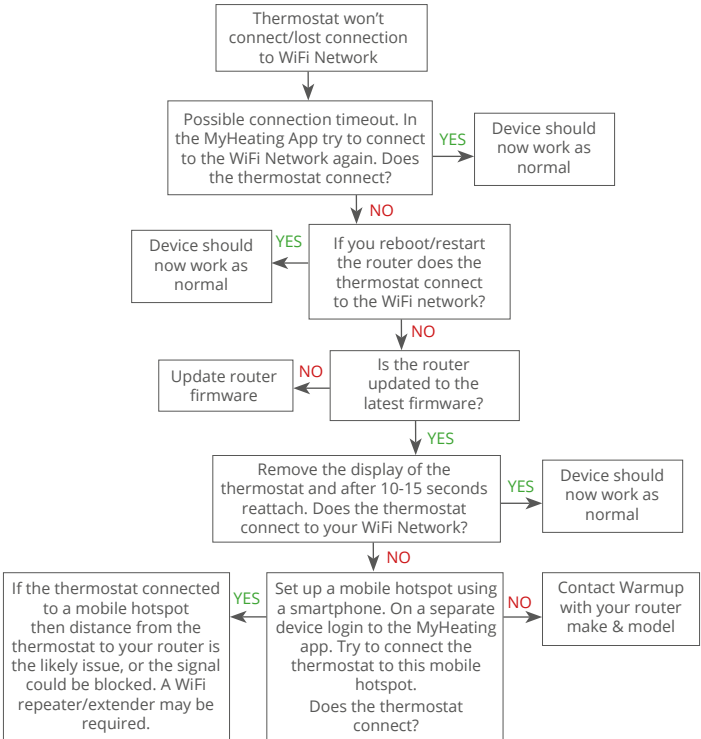 Thermostat won't
connect/lost connection
to WiFi Network
Possible connection timeout. In
the MyHeating App try to connect
to the WiFi Network again. Does
the thermostat connect?
YES
Device should
now work as
normal
NO
Device should
now work as
normal
YES
If you reboot/restart
the router does the
thermostat connect
to the WiFi network?
NO
Update router
firmware
NO
Is the router
updated to the
latest firmware?
YES
Remove the display of the
thermostat and after 10-15 seconds
reattach. Does the thermostat
connect to your WiFi Network?
YES
Device should
now work as
normal
NO
If the thermostat connected
to a mobile hotspot
then distance from the
thermostat to your router is
the likely issue, or the signal
could be blocked. A WiFi
repeater/extender may be
required.
YES
Set up a mobile hotspot using
a smartphone. On a separate
device login to the MyHeating
app. Try to connect the
thermostat to this mobile
hotspot.
Does the thermostat
connect?
NO
Contact Warmup
with your router
make & model